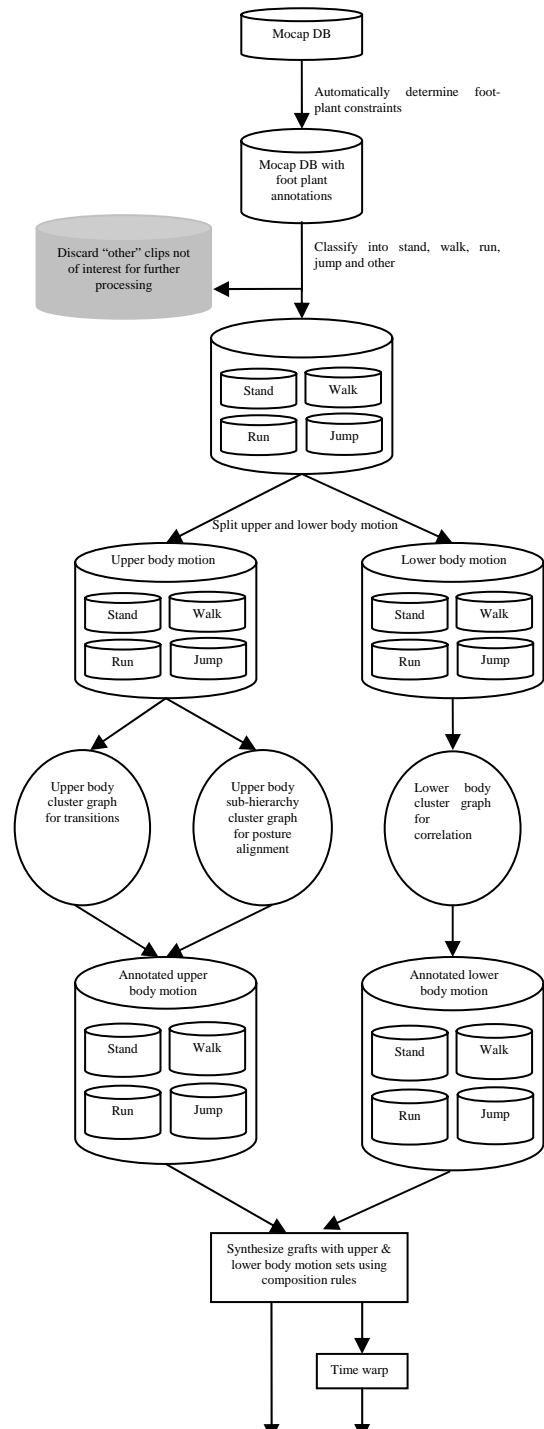 Mocap DB
Automatically determine foot-
plant constraints
Mocap DB with
foot plant
annotations
Discard “other” clips not
of interest for further
processing
Classify into stand, walk, run,
jump and other
Stand
Walk
Run
Jump
Split upper and lower body motion
Upper body motion
Stand
Walk
Run
Jump
Lower body motion
Stand
Walk
Run
Jump
Upper body
cluster graph
for transitions
Upper body
sub-hierarchy
cluster graph
for posture
alignment
Lower body
cluster graph
for
correlation
Annotated upper
body motion
Stand
Walk
Run
Jump
Annotated lower
body motion
Stand
Walk
Run
Jump
Synthesize grafts with upper &
lower body motion sets using
composition rules
Time warp